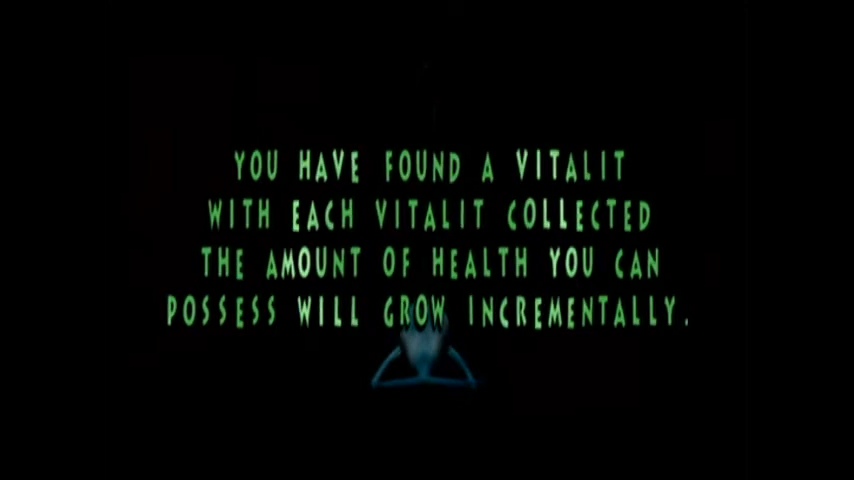 YOU HAVE FOUND A VITALIT
WITH EACH VITALIT COLLECTED
THE AMOUNT OF HEALTH YOU CAN
POSSESS WILL GROW INCREMENTALLY.